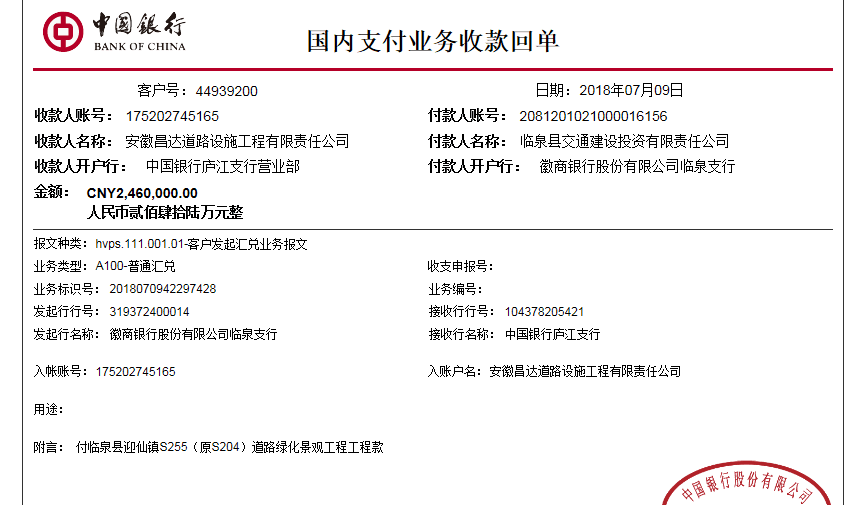 中国银行
BANK OF CHINA
国内支付业务收款回单
客户号：44939200 日期：2018年07月09日
收款人账号：175202745165 付款人账号：2081201021000016156
收款人名称：安徽昌达道路设施工程有限责任公司 付款人名称：临泉县交通建设投资有限责任公司
收款人开户行：中国银行庐江支行营业部 付款人开户行：徽商银行股份有限公司临泉支行
金额：CNY2,460,000.00
人民币贰佰肆拾陆万元整
报文种类：hvps.111.001.01-客户发起汇兑业务报文
业务类型：A100-普通汇兑 收支申报号：
业务标识号：2018070942297428 业务编号：
发起行行号：319372400014 接收行行号：104378205421
发起行名称：徽商银行股份有限公司临泉支行 接收行名称：中国银行庐江支行
入帐账号：175202745165 入账户名：安徽昌达道路设施工程有限责任公司
用途：
附言：付临泉县迎仙镇S255（原S204）道路绿化景观工程工程款
中国银行股份有限公司